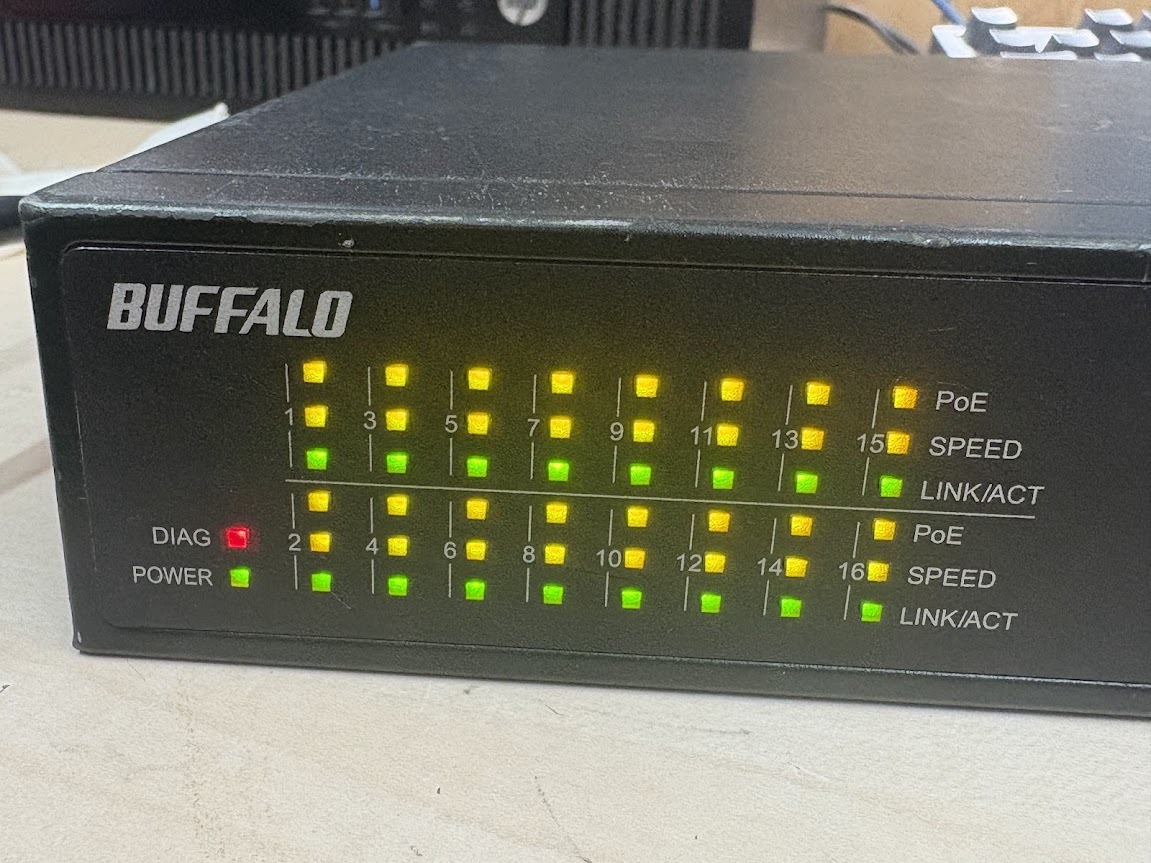 BUFFALO
1 3 5 7 9 11 13 15
PoE
SPEED
LINK/ACT
DIAG
POWER
2 4 6 8 10 12 14 16
PoE
SPEED
LINK/ACT